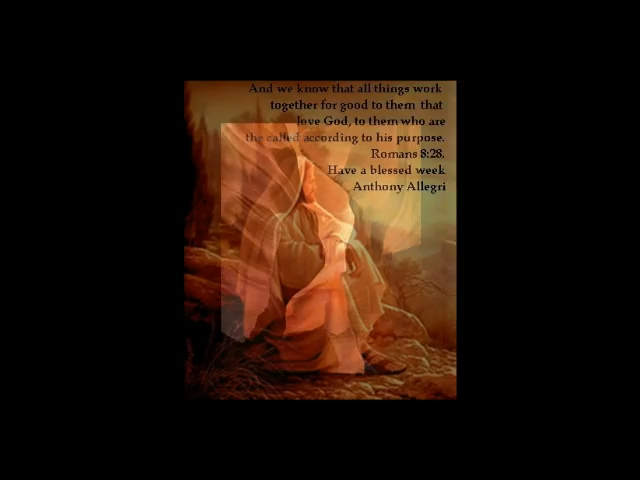 And we know that all things work
together for good to them that
love God, to them who are
the called according to his purpose.
Romans 8:28.
Have a blessed week
Anthony Allegri